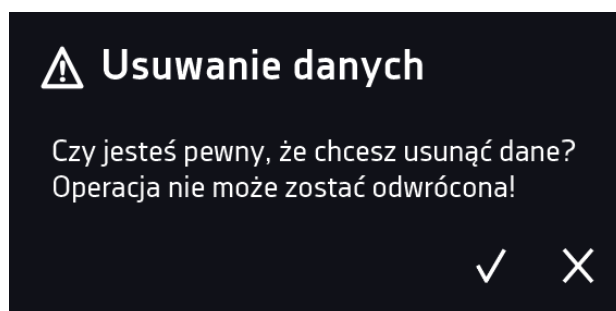 Usuwanie danych
Czy jesteś pewny, że chcesz usunąć dane?
Operacja nie może zostać odwrócona!